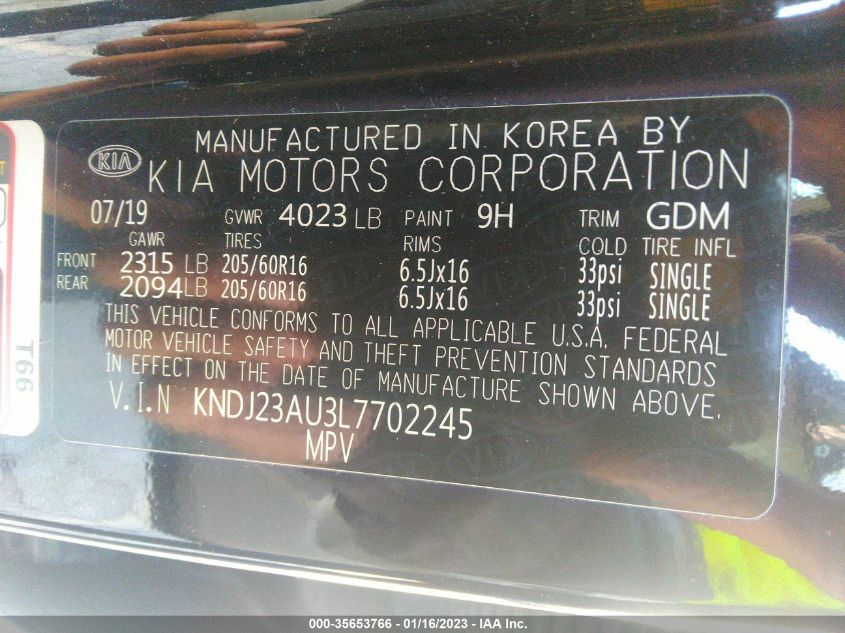 MANUFACTURED IN KOREA BY
KIA KIA MOTORS CORPORATION
07/19 GVWR 4023 LB PAINT 9H TRIM GDM
GAWR TIRES RIMS COLD TIRE INFL
FRONT 2315 LB 205/60R16 6.5Jx16 33psi SINGLE
REAR 2094LB 205/60R16 6.5Jx16 33psi SINGLE
THIS VEHICLE CONFORMS TO ALL APPLICABLE U.S.A. FEDERAL
MOTOR VEHICLE SAFETY AND THEFT PREVENTION STANDARDS
IN EFFECT ON THE DATE OF MANUFACTURE SHOWN ABOVE.
V.I.N KNDJ23AU3L7702245
MPV
T66
000-35653766 - 01/16/2023 - IAA Inc.